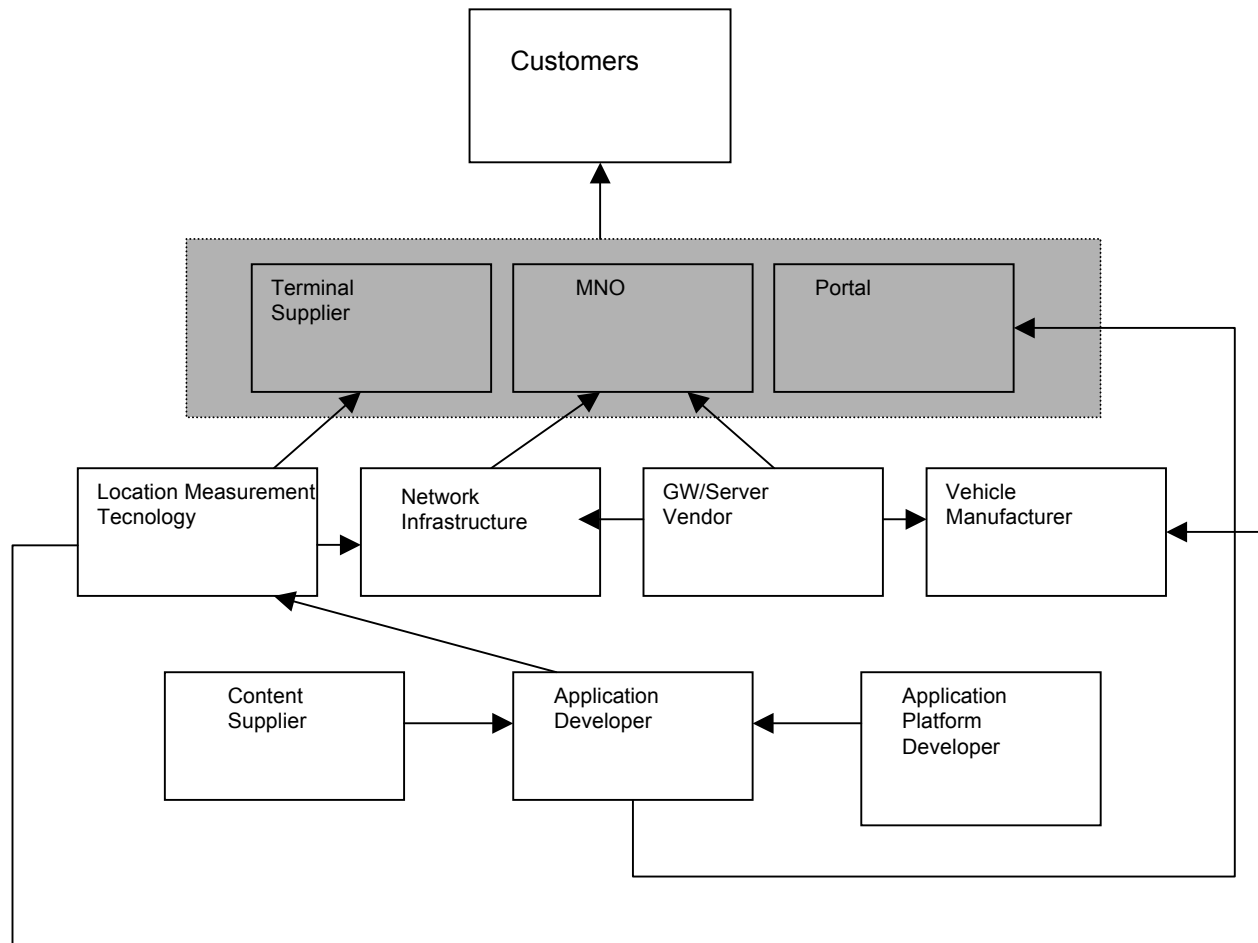 Customers
Terminal
Supplier
MNO
Portal
Location Measurement
Tecnology
Network
Infrastructure
GW/Server
Vendor
Vehicle
Manufacturer
Content
Supplier
Application
Developer
Application
Platform
Developer